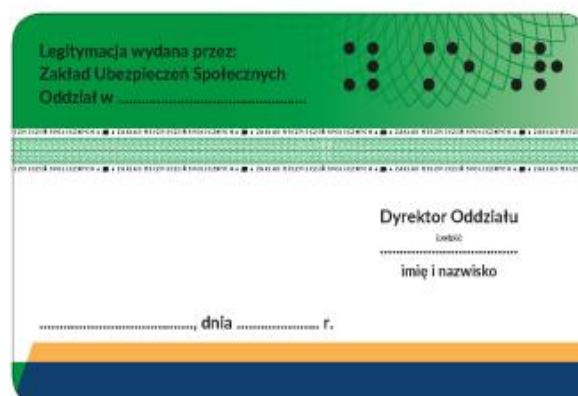 Legitymacja wydana przez:
Zakład Ubezpieczeń Społecznych
Oddział w ..................................................
Dyrektor Oddziału
......................................
imię i nazwisko
.........................................., dnia ...................... r.